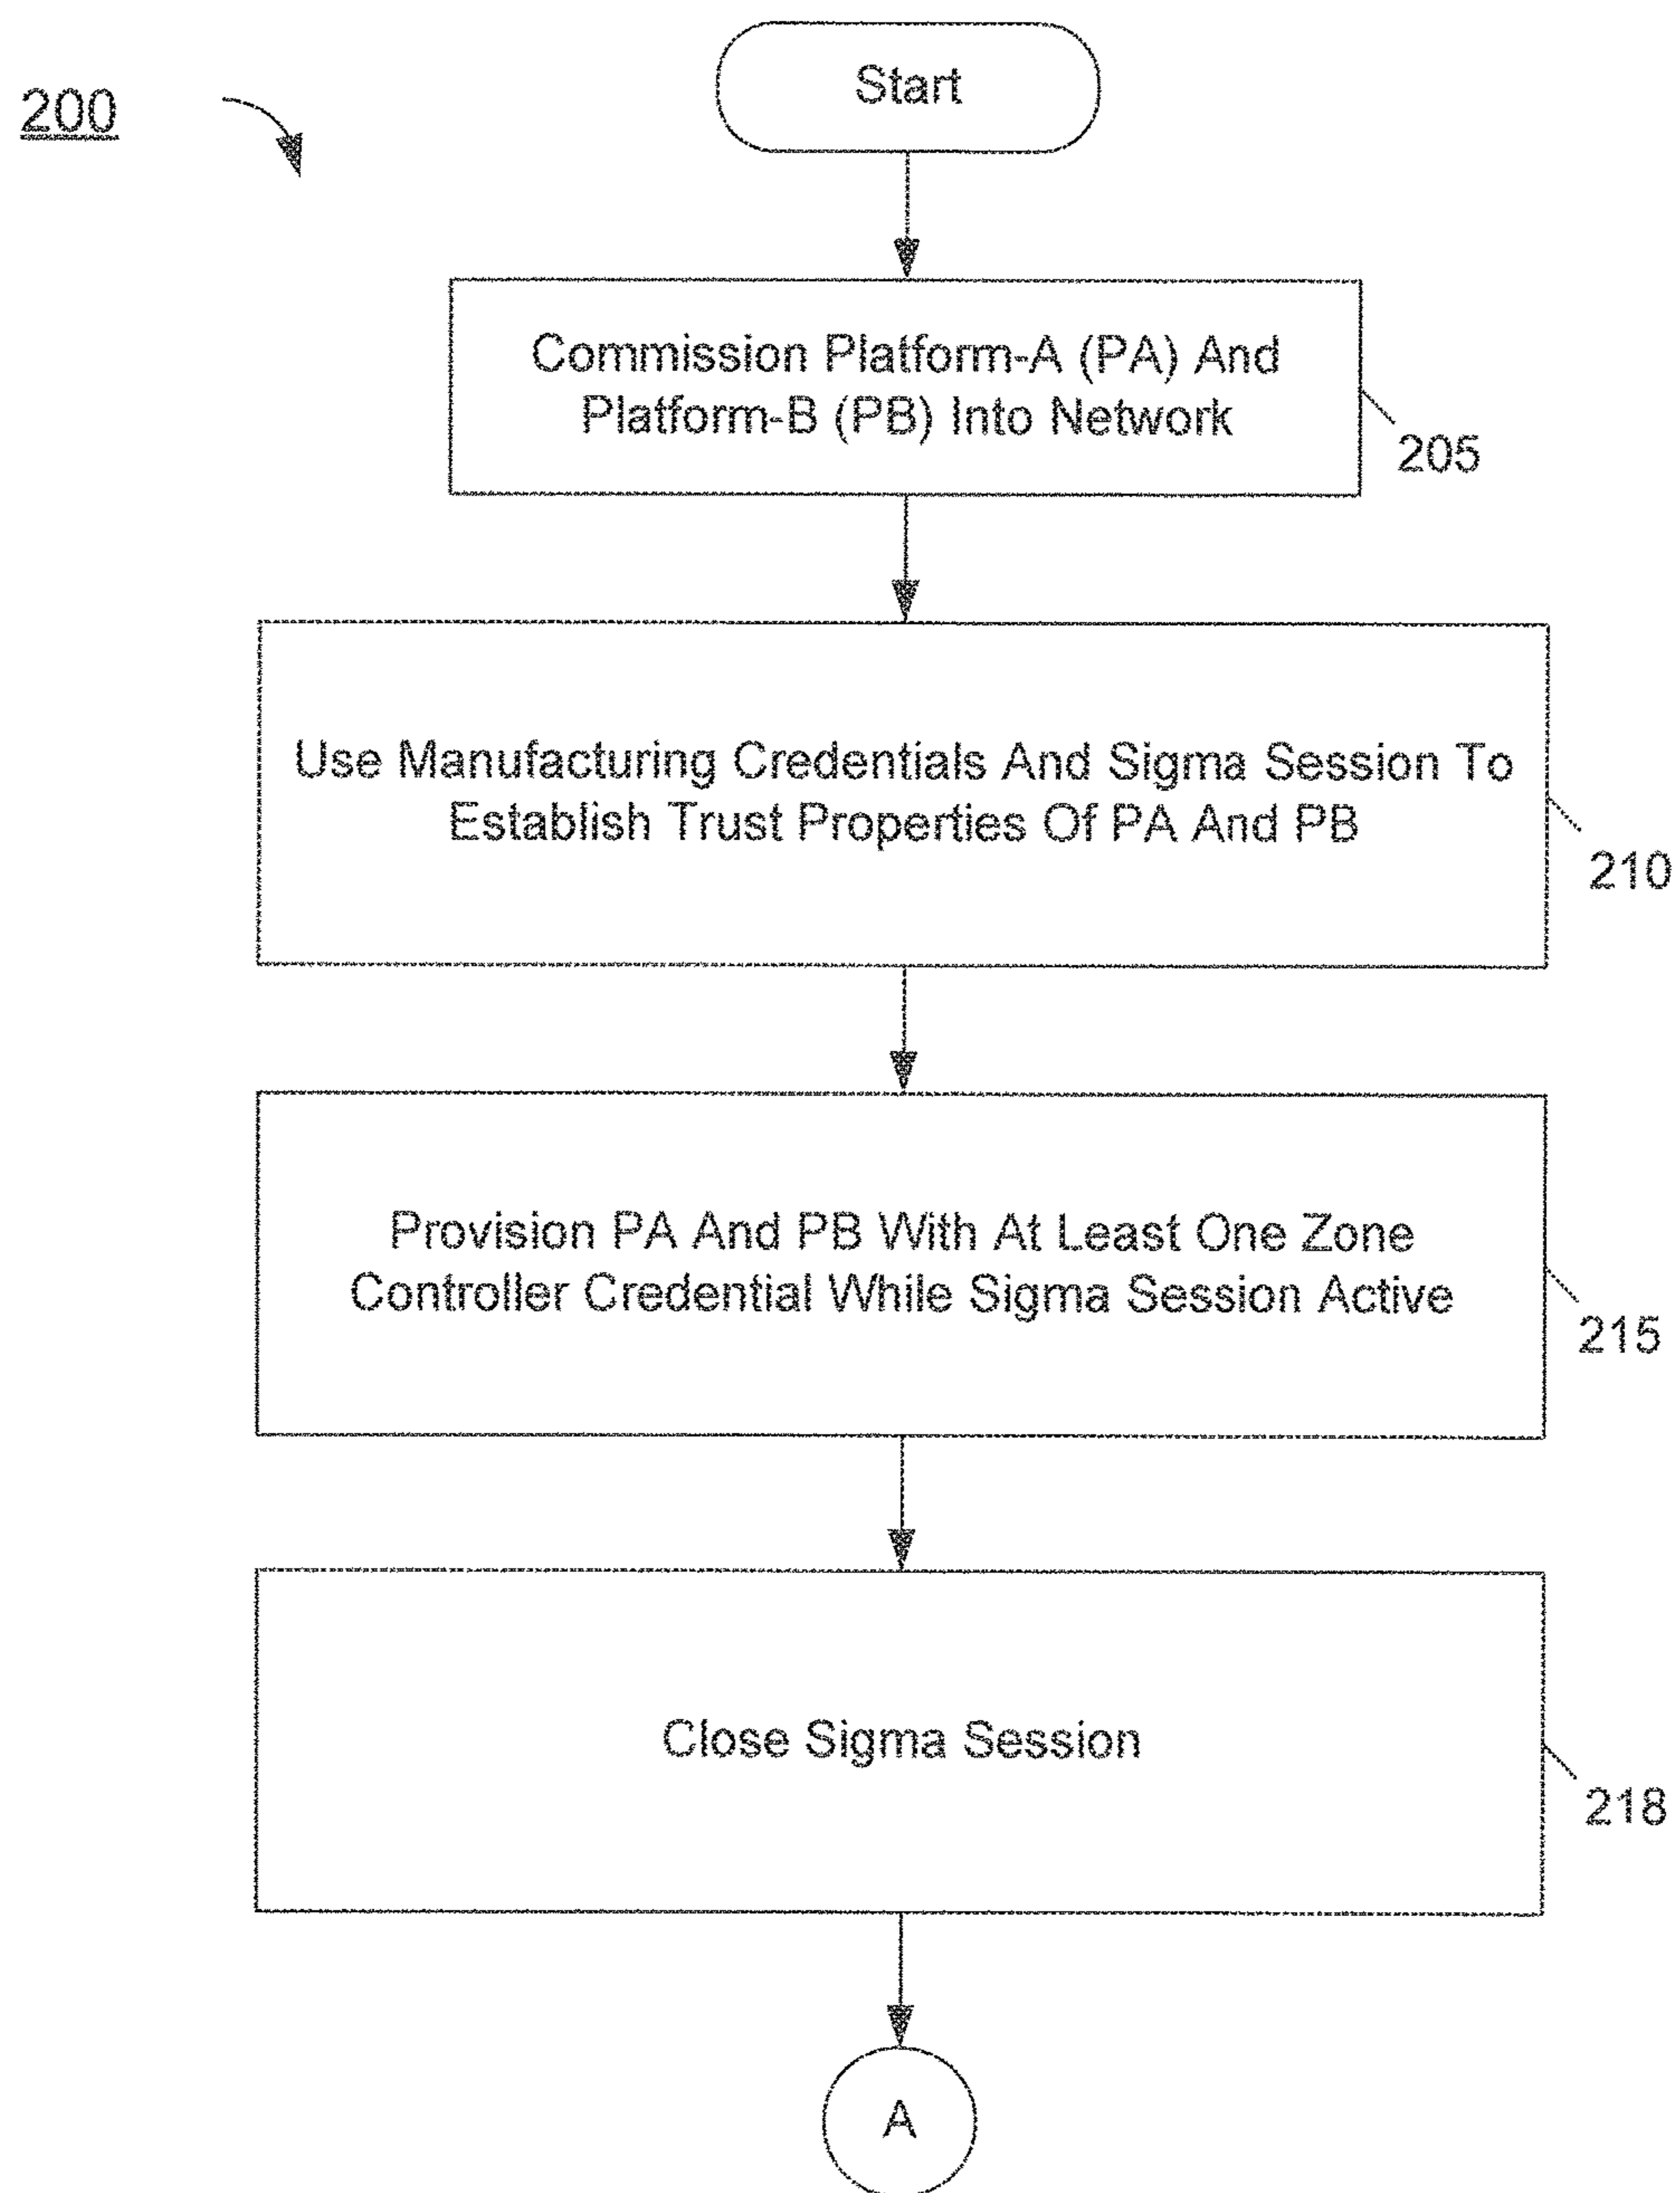 200
Start
Commission Platform-A (PA) And
Platform-B (PB) Into Network
205
Use Manufacturing Credentials And Sigma Session To
Establish Trust Properties Of PA And PB
210
Provision PA And PB With At Least One Zone
Controller Credential While Sigma Session Active
215
Close Sigma Session
218
A